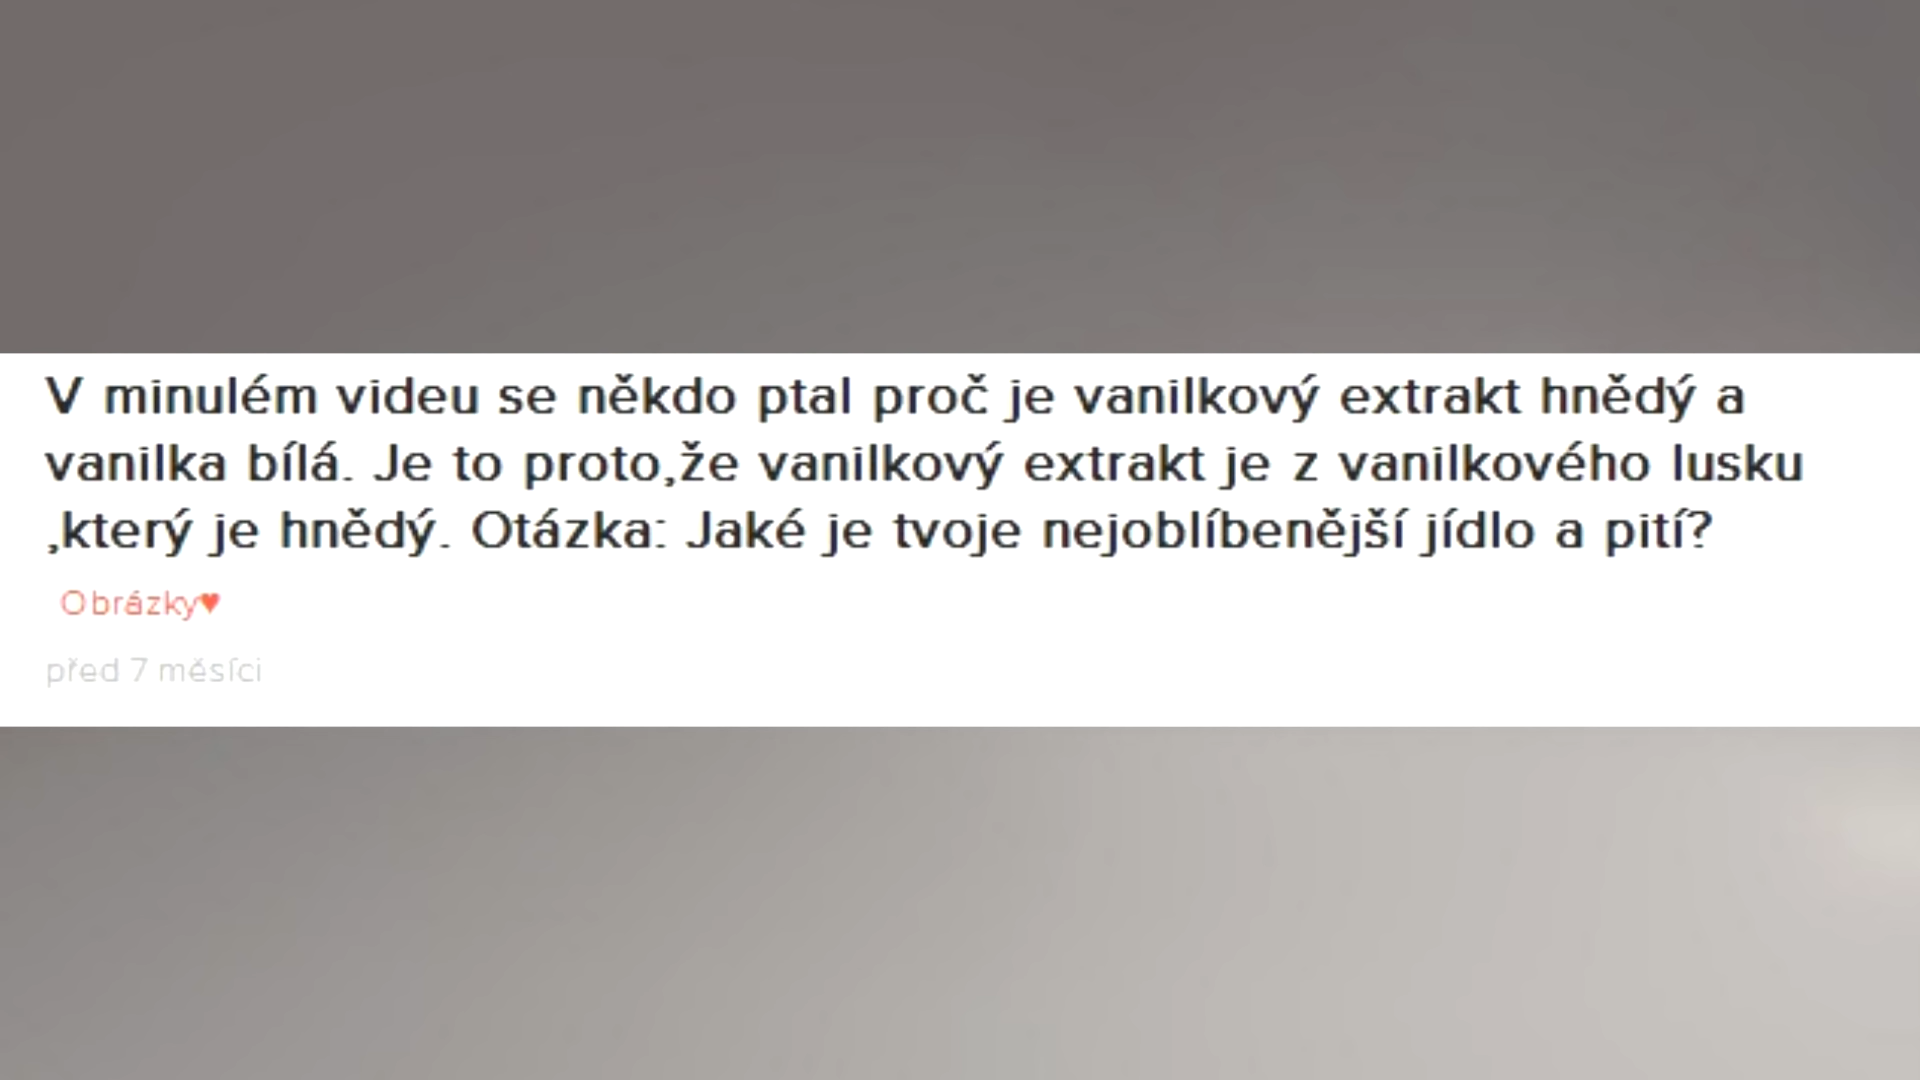 V minulém videu se někdo ptal proč je vanilkový extrakt hnědý a
vanilka bílá. Je to proto,že vanilkový extrakt je z vanilkového lusku
,který je hnědý. Otázka: Jaké je tvoje nejoblíbenější jídlo a pití?
Obrázky♥
před 7 měsíci